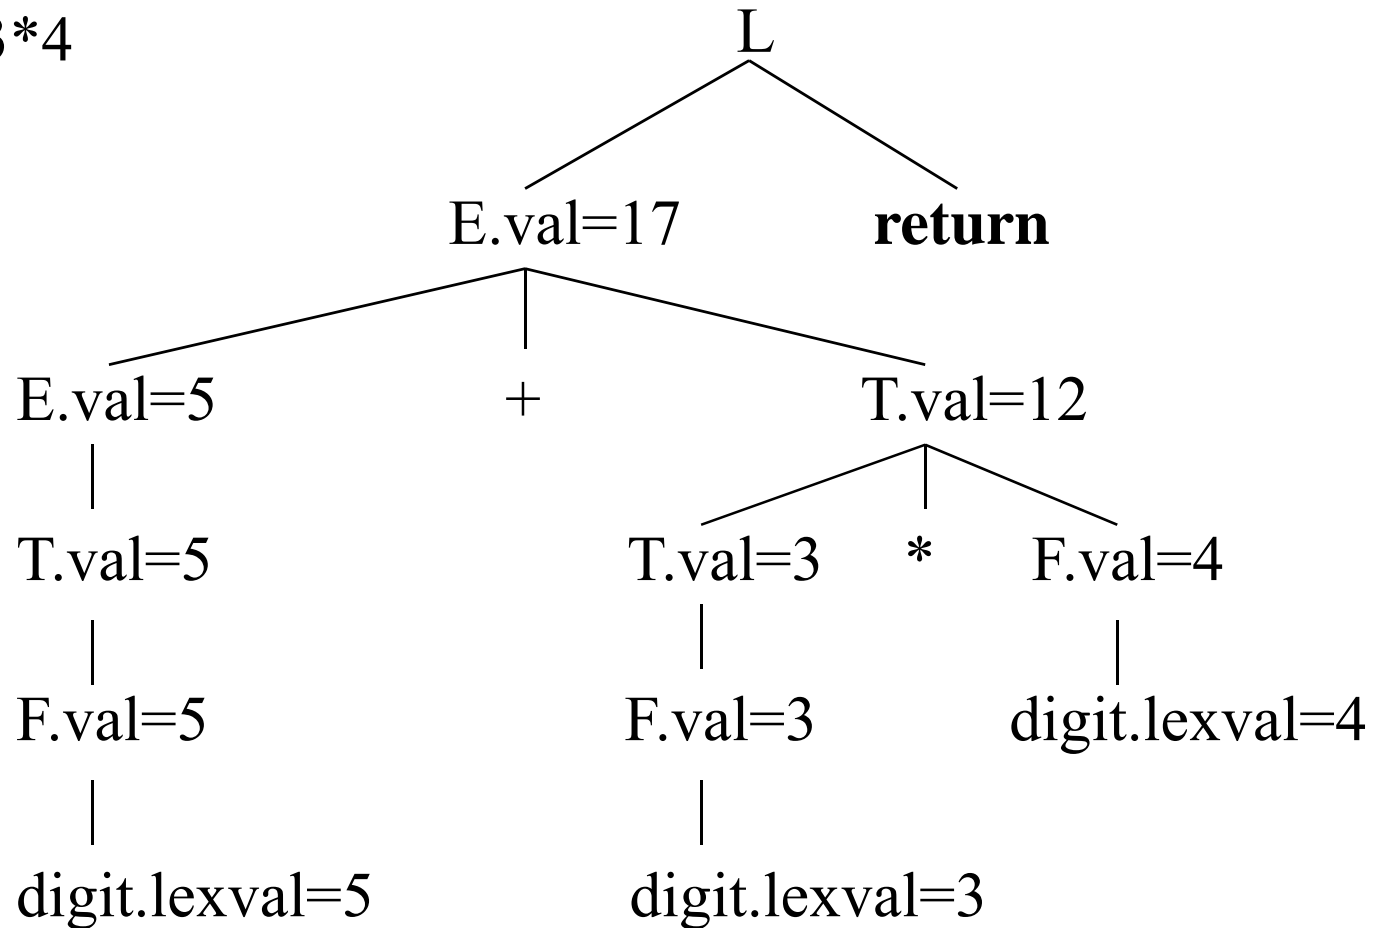 3*4
L
E.val=17 return
E.val=5 + T.val=12
T.val=5 T.val=3 * F.val=4
F.val=5 F.val=3 digit.lexval=4
digit.lexval=5 digit.lexval=3